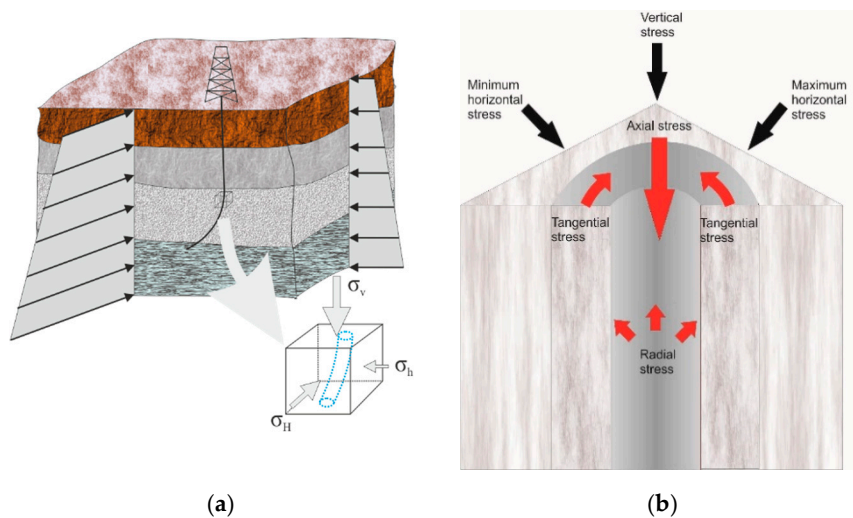 Vertical
stress
Minimum
horizontal
stress
Maximum
horizontal
stress
Axial stress
Tangential
stress
Tangential
stress
Radial
stress
σv
σh
σH
(a)
(b)